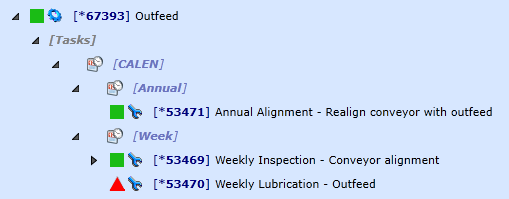 [*67393] Outfeed
[Tasks]
[CALEN]
[Annual]
[*53471] Annual Alignment - Realign conveyor with outfeed
[Week]
[*53469] Weekly Inspection - Conveyor alignment
[*53470] Weekly Lubrication - Outfeed